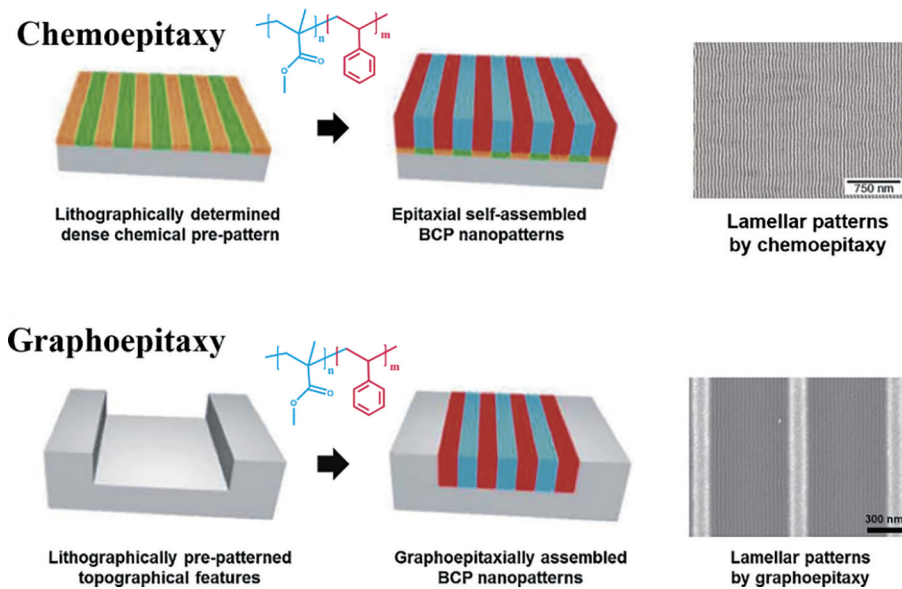 Chemoepitaxy
n
m
O
O
Lithographically determined
dense chemical pre-pattern
Epitaxial self-assembled
BCP nanopatterns
750 nm
Lamellar patterns
by chemoepitaxy
Graphoepitaxy
n
m
O
O
Lithographically pre-patterned
topographical features
Graphoepitaxially assembled
BCP nanopatterns
300 nm
Lamellar patterns
by graphoepitaxy